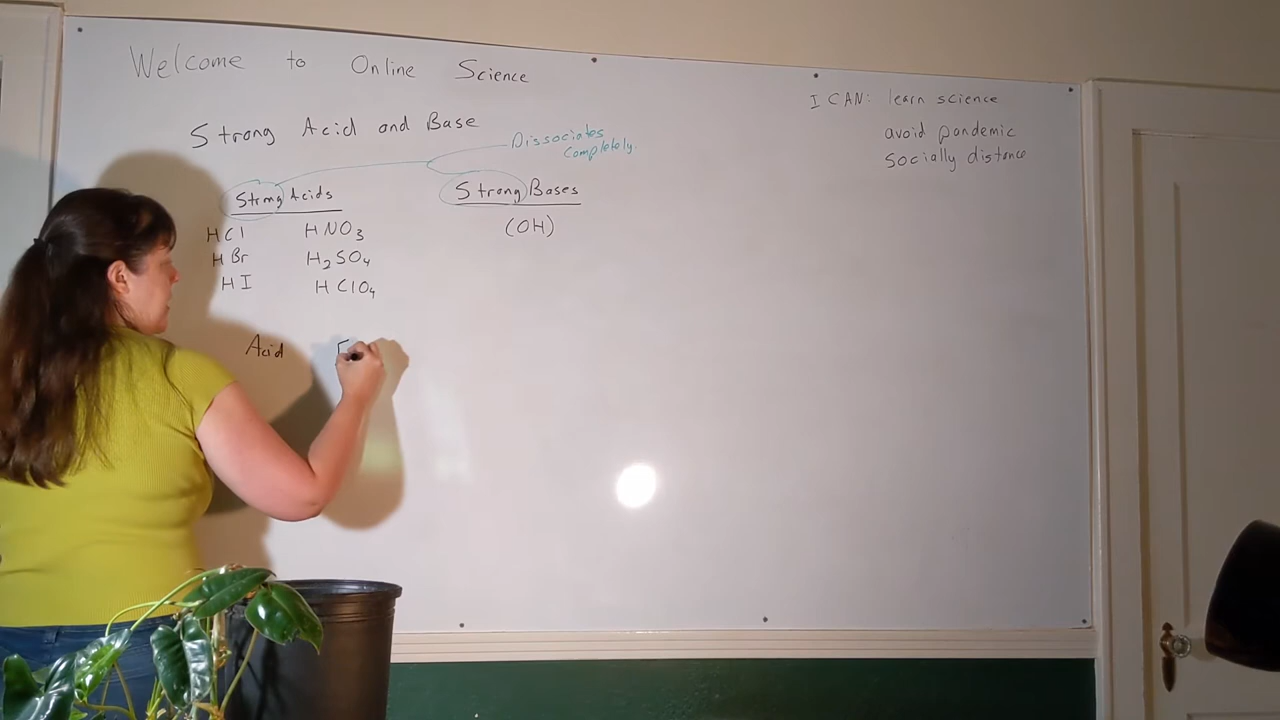 Welcome to Online Science
I CAN: learn science
avoid pandemic
socially distance
Strong Acid and Base
Dissociates
completely.
Strong Acids
HCl HNO₃
HBr H₂SO₄
HI HClO₄
Strong Bases
(OH)
Acid